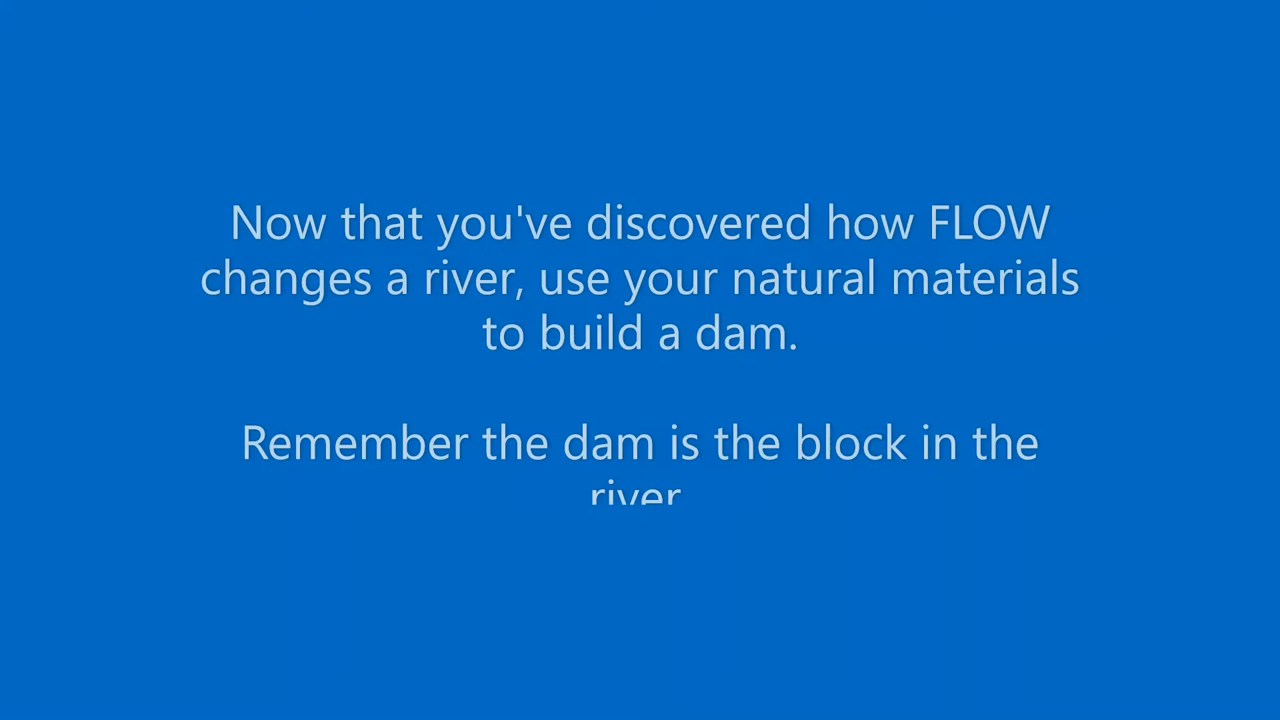 Now that you've discovered how FLOW
changes a river, use your natural materials
to build a dam.
Remember the dam is the block in the
river